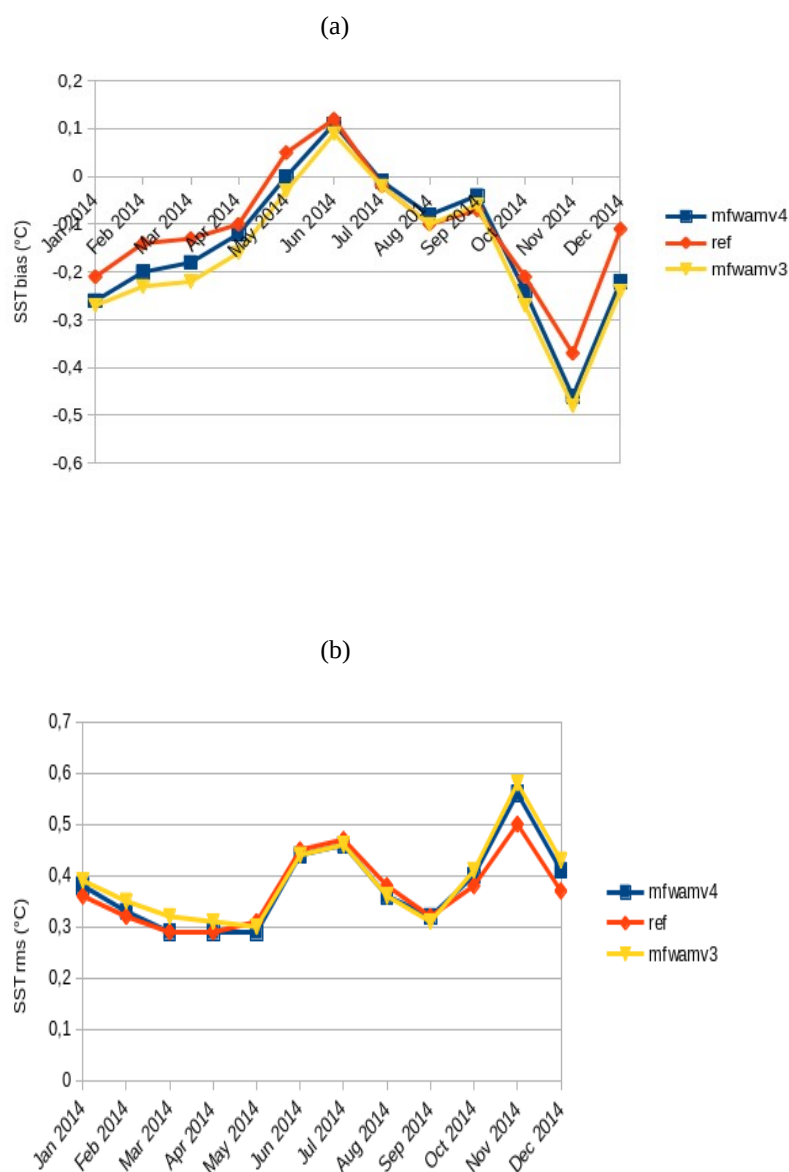 (a)
0,2
0,1
0
-0,1
-0,2
-0,3
-0,4
-0,5
-0,6
SST bias (°C)
Jan 2014
Feb 2014
Mar 2014
Apr 2014
May 2014
Jun 2014
Jul 2014
Aug 2014
Sep 2014
Oct 2014
Nov 2014
Dec 2014
mfwamv4
ref
mfwamv3
(b)
0,7
0,6
0,5
0,4
0,3
0,2
0,1
0
SST rms (°C)
Jan 2014
Feb 2014
Mar 2014
Apr 2014
May 2014
Jun 2014
Jul 2014
Aug 2014
Sep 2014
Oct 2014
Nov 2014
Dec 2014
mfwamv4
ref
mfwamv3